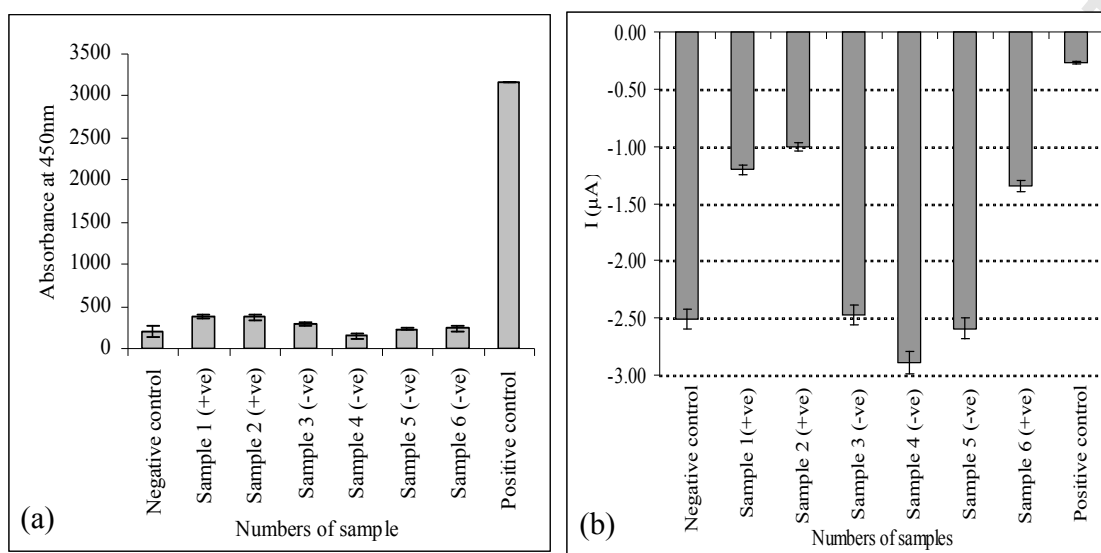 3500
3000
2500
2000
1500
1000
500
0
Absorbance at 450nm
Negative control
Sample 1 (+ve)
Sample 2 (+ve)
Sample 3 (-ve)
Sample 4 (-ve)
Sample 5 (-ve)
Sample 6 (-ve)
Positive control
(a)
Numbers of sample
0.00
-0.50
-1.00
-1.50
-2.00
-2.50
-3.00
I (µA)
Negative control
Sample 1(+ve)
Sample 2 (+ve)
Sample 3 (-ve)
Sample 4 (-ve)
Sample 5 (-ve)
Sample 6 (+ve)
Positive control
(b)
Numbers of samples